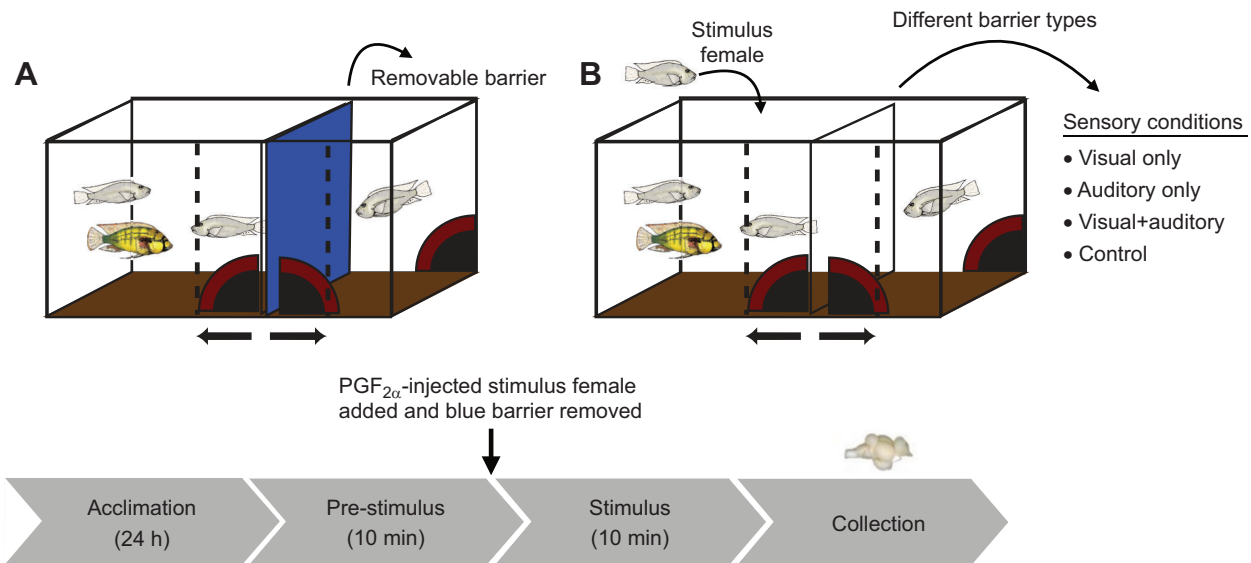 A
Removable barrier
B
Stimulus
female
Different barrier types
Sensory conditions
• Visual only
• Auditory only
• Visual+auditory
• Control
PGF2α-injected stimulus female
added and blue barrier removed
Acclimation
(24 h)
Pre-stimulus
(10 min)
Stimulus
(10 min)
Collection